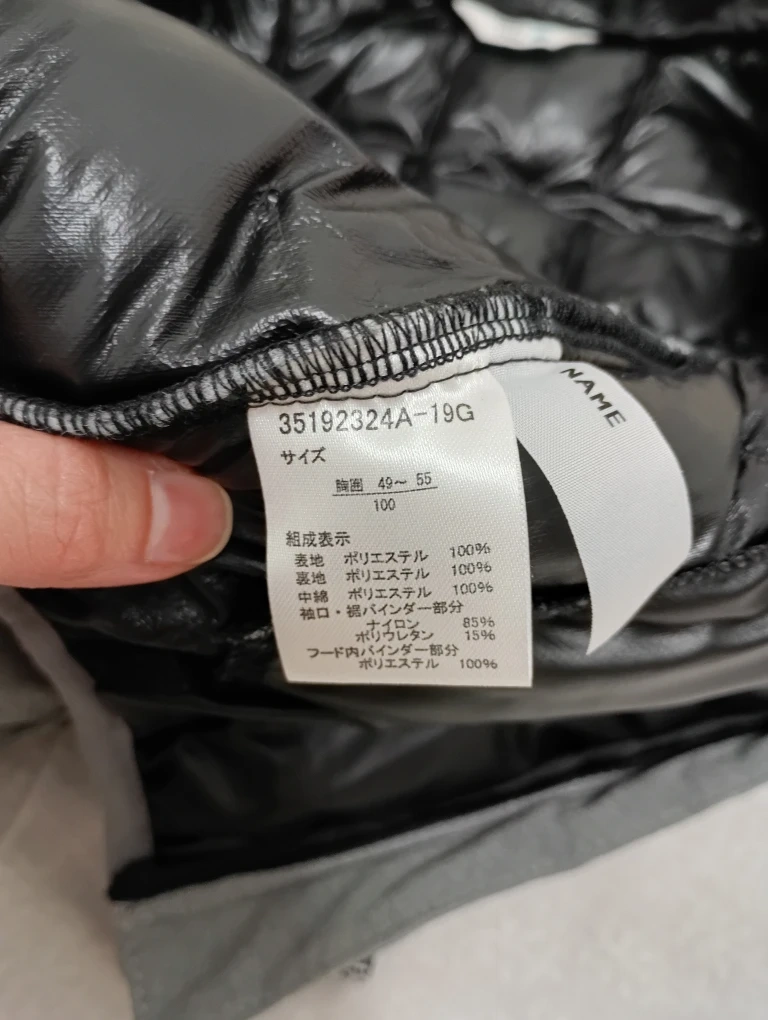 35192324A-19G
サイズ
胸囲 49～ 55
100
組成表示
表地 ポリエステル 100%
裏地 ポリエステル 100%
中綿 ポリエステル 100%
袖口・裾バインダー部分
ナイロン 85%
ポリウレタン 15%
フード内バインダー部分
ポリエステル 100%
NAME